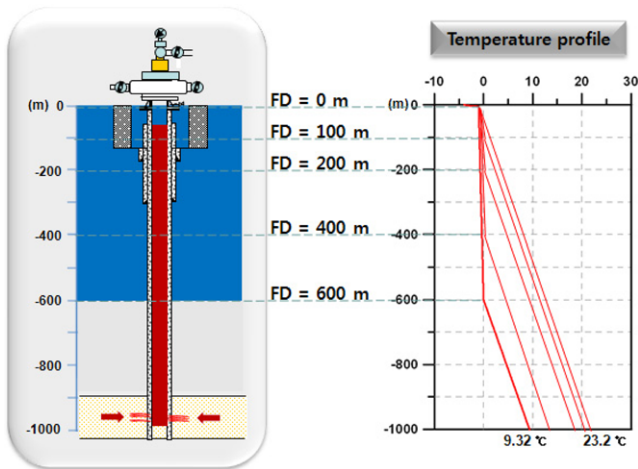 Temperature profile
(m) 0
-200
-400
-600
-800
-1000
FD = 0 m
FD = 100 m
FD = 200 m
FD = 400 m
FD = 600 m
-10 0 10 20 30
(m) 0
-200
-400
-600
-800
-1000
9.32 ℃ 23.2 ℃